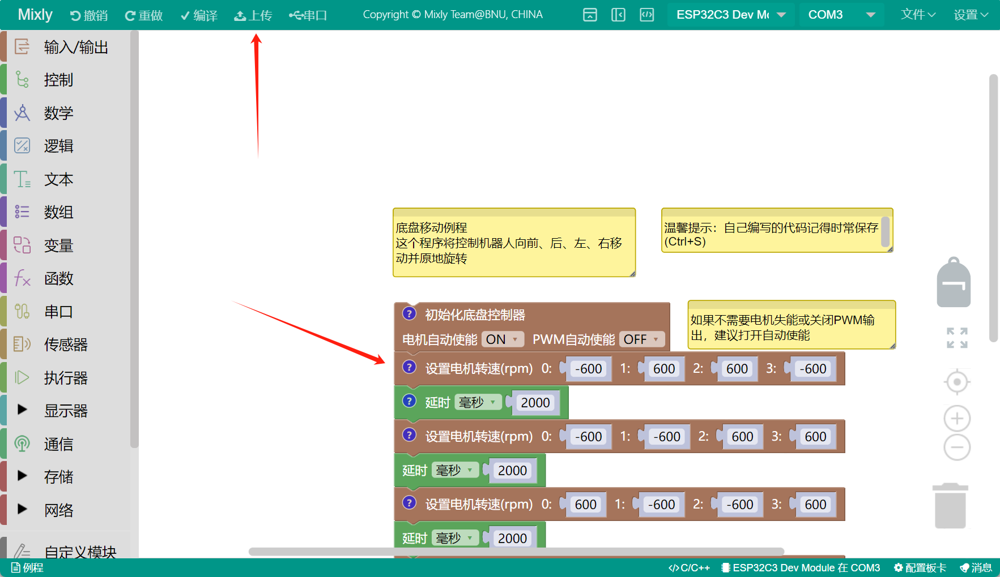 Mixly 撤销 重做 编译 上传 串口 Copyright © Mixly Team@BNU, CHINA ESP32C3 Dev Mo COM3 文件 设置
输入/输出
控制
数学
逻辑
文本
数组
变量
函数
串口
传感器
执行器
显示器
通信
存储
网络
自定义模块
底盘移动例程
这个程序将控制机器人向前、后、左、右移
动并原地旋转
温馨提示：自己编写的代码记得时常保存
(Ctrl+S)
如果不需要电机失能或关闭PWM输
出，建议打开自动使能
? 初始化底盘控制器
电机自动使能 ON PWM自动使能 OFF
? 设置电机转速(rpm) 0: -600 1: 600 2: 600 3: -600
? 延时 毫秒 2000
? 设置电机转速(rpm) 0: -600 1: -600 2: 600 3: 600
延时 毫秒 2000
? 设置电机转速(rpm) 0: 600 1: -600 2: -600 3: 600
延时 毫秒 2000
例程 C/C++ ESP32C3 Dev Module 在 COM3 配置板卡 消息